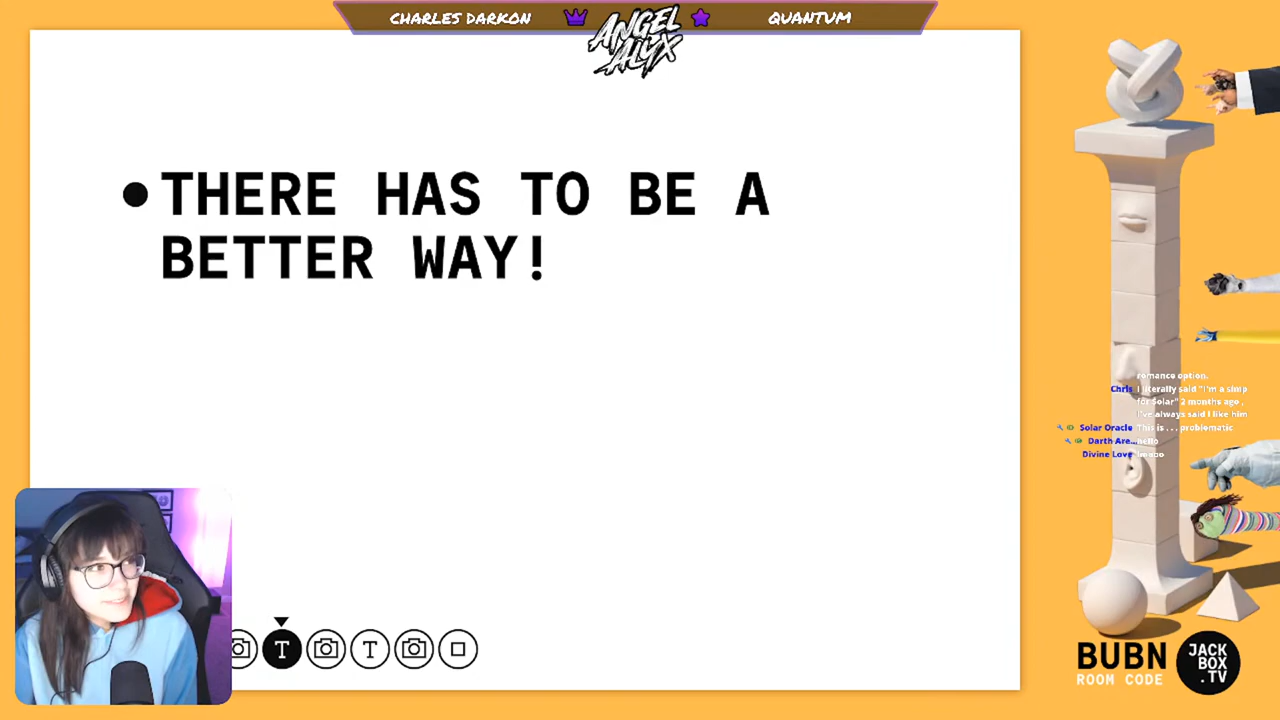 CHARLES DARKON
ANGEL
ALYX
QUANTUM
THERE HAS TO BE A
BETTER WAY!
romance option.
Chris I literally said "I'm a simp
for Solar" 2 months ago ,
I've always said I like him
Solar Oracle This is . . . problematic
Darth Are... hello
Divine Love
T
T
BUBN
ROOM CODE
JACK
BOX
.TV